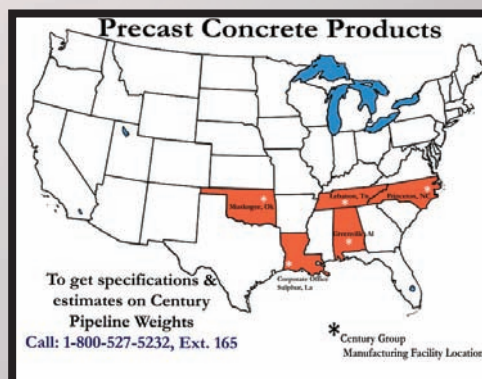 Precast Concrete Products
Muskogee, Ok
Lebanon, Tn
Princeton, NC
Greenville Al
Corporate Office
Sulphur, La
To get specifications &
estimates on Century
Pipeline Weights
Call: 1-800-527-5232, Ext. 165
* Century Group
Manufacturing Facility Location